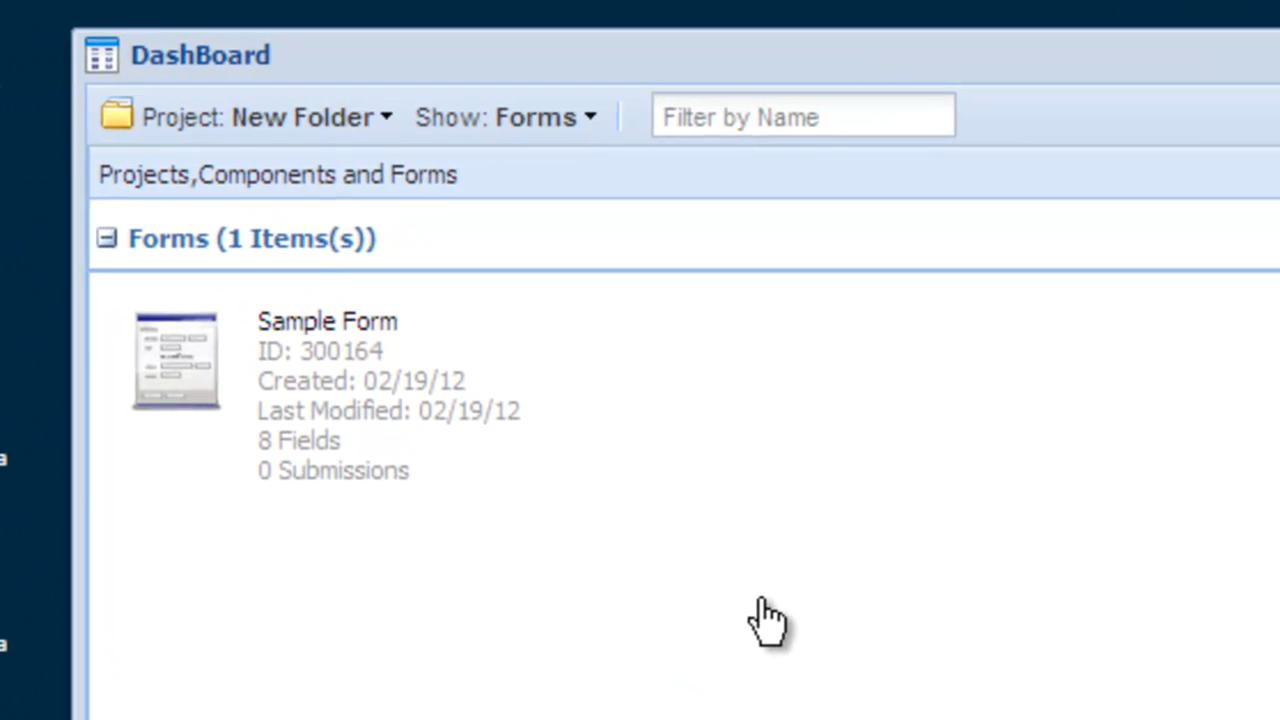 DashBoard
Project: New Folder Show: Forms Filter by Name
Projects,Components and Forms
Forms (1 Items(s))
Sample Form
ID: 300164
Created: 02/19/12
Last Modified: 02/19/12
8 Fields
0 Submissions
a
a